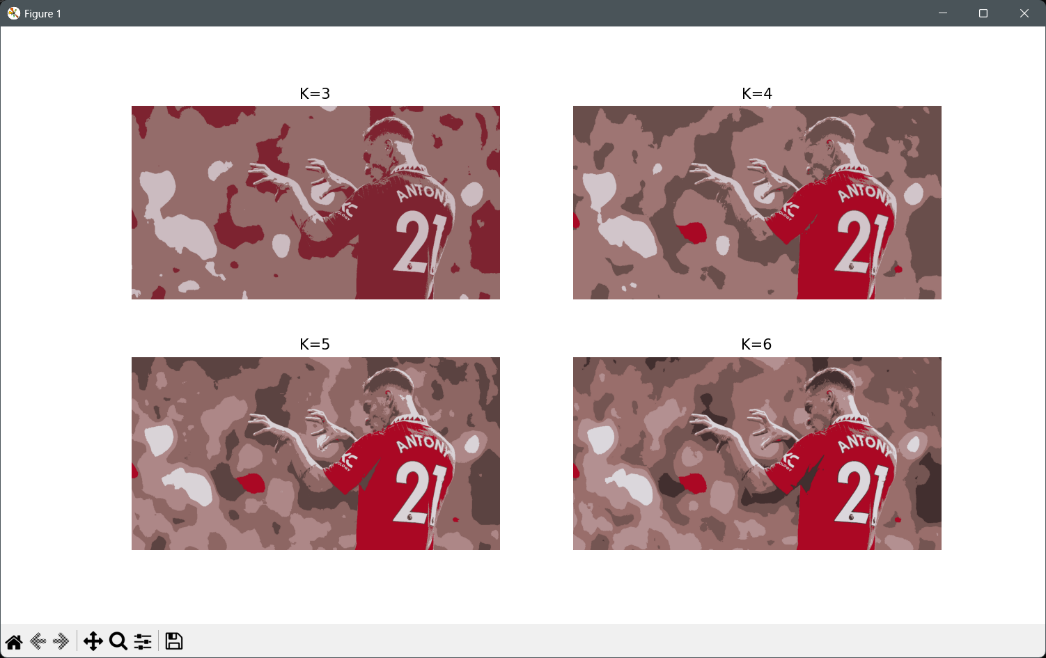 Figure 1
K=3
K=4
ANTONY
21
ANTONY
21
K=5
K=6
ANTONY
21
ANTONY
21